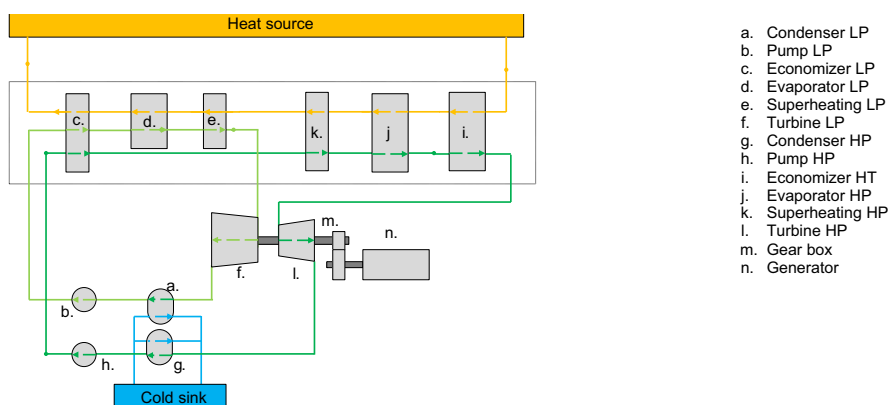 Heat source
c.
d.
e.
k.
j
i.
m.
n.
f.
l.
a.
b.
h.
g.
Cold sink
a. Condenser LP
b. Pump LP
c. Economizer LP
d. Evaporator LP
e. Superheating LP
f. Turbine LP
g. Condenser HP
h. Pump HP
i. Economizer HT
j. Evaporator HP
k. Superheating HP
l. Turbine HP
m. Gear box
n. Generator